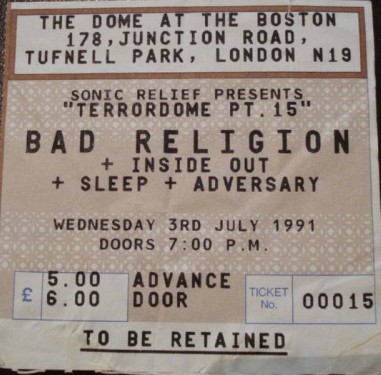 THE DOME AT THE BOSTON
178,JUNCTION ROAD,
TUFNELL PARK, LONDON N19
SONIC RELIEF PRESENTS
"TERRORDOME PT.15"
BAD RELIGION
+ INSIDE OUT
+ SLEEP + ADVERSARY
WEDNESDAY 3RD JULY 1991
DOORS 7:00 P.M.
£ 5.00 ADVANCE
6.00 DOOR
TICKET No. 00015
TO BE RETAINED